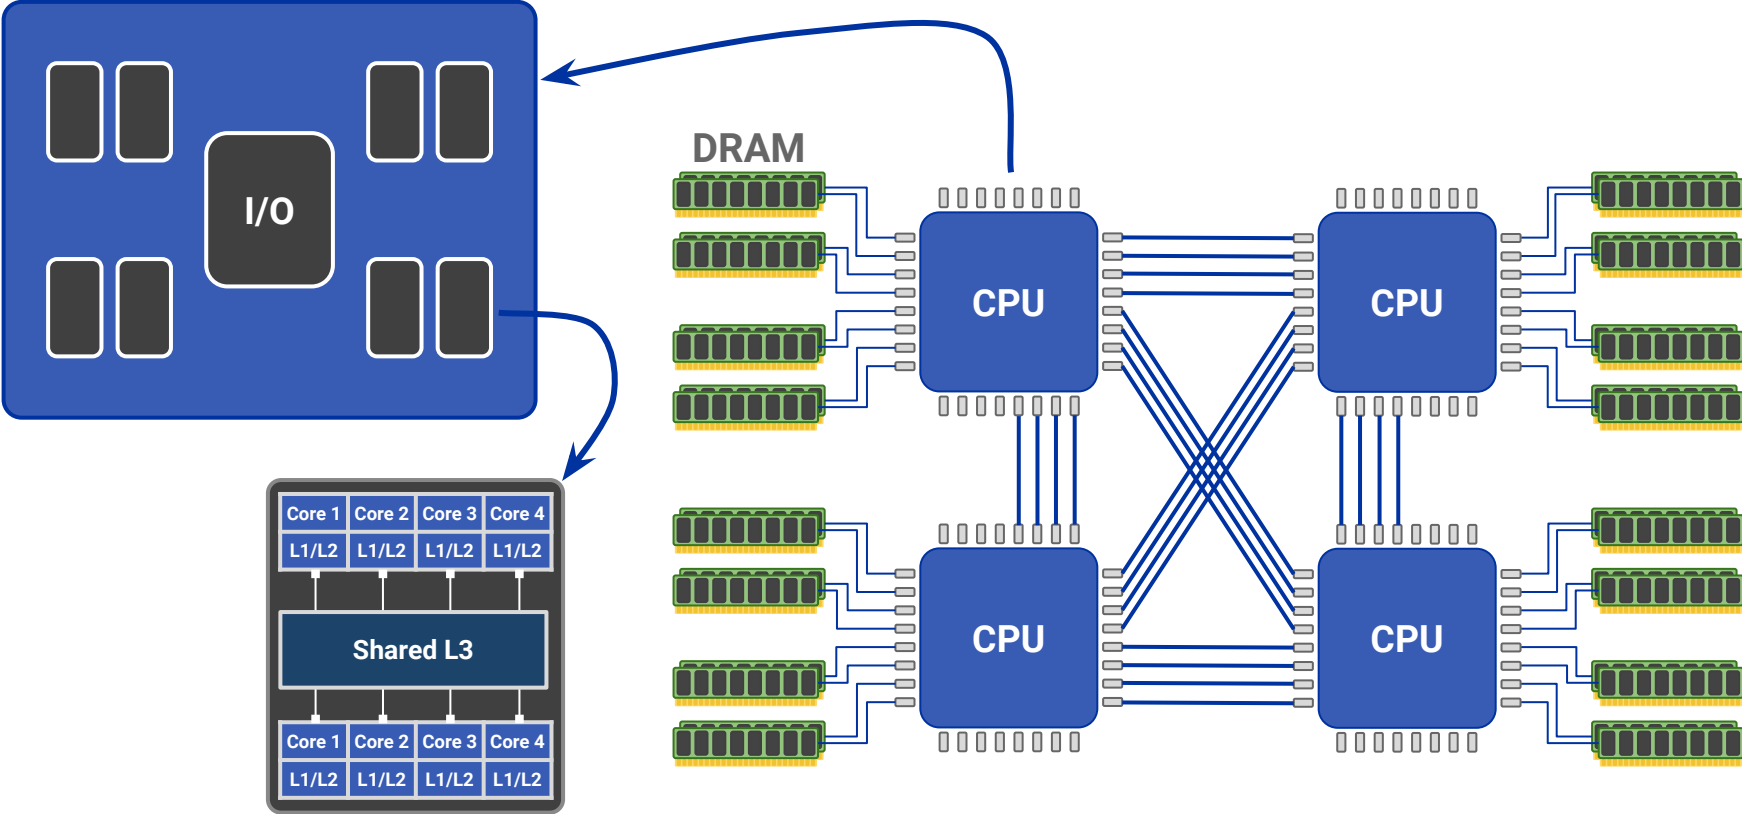 I/O
DRAM
CPU
CPU
CPU
CPU
Core 1 Core 2 Core 3 Core 4
L1/L2 L1/L2 L1/L2 L1/L2
Shared L3
Core 1 Core 2 Core 3 Core 4
L1/L2 L1/L2 L1/L2 L1/L2